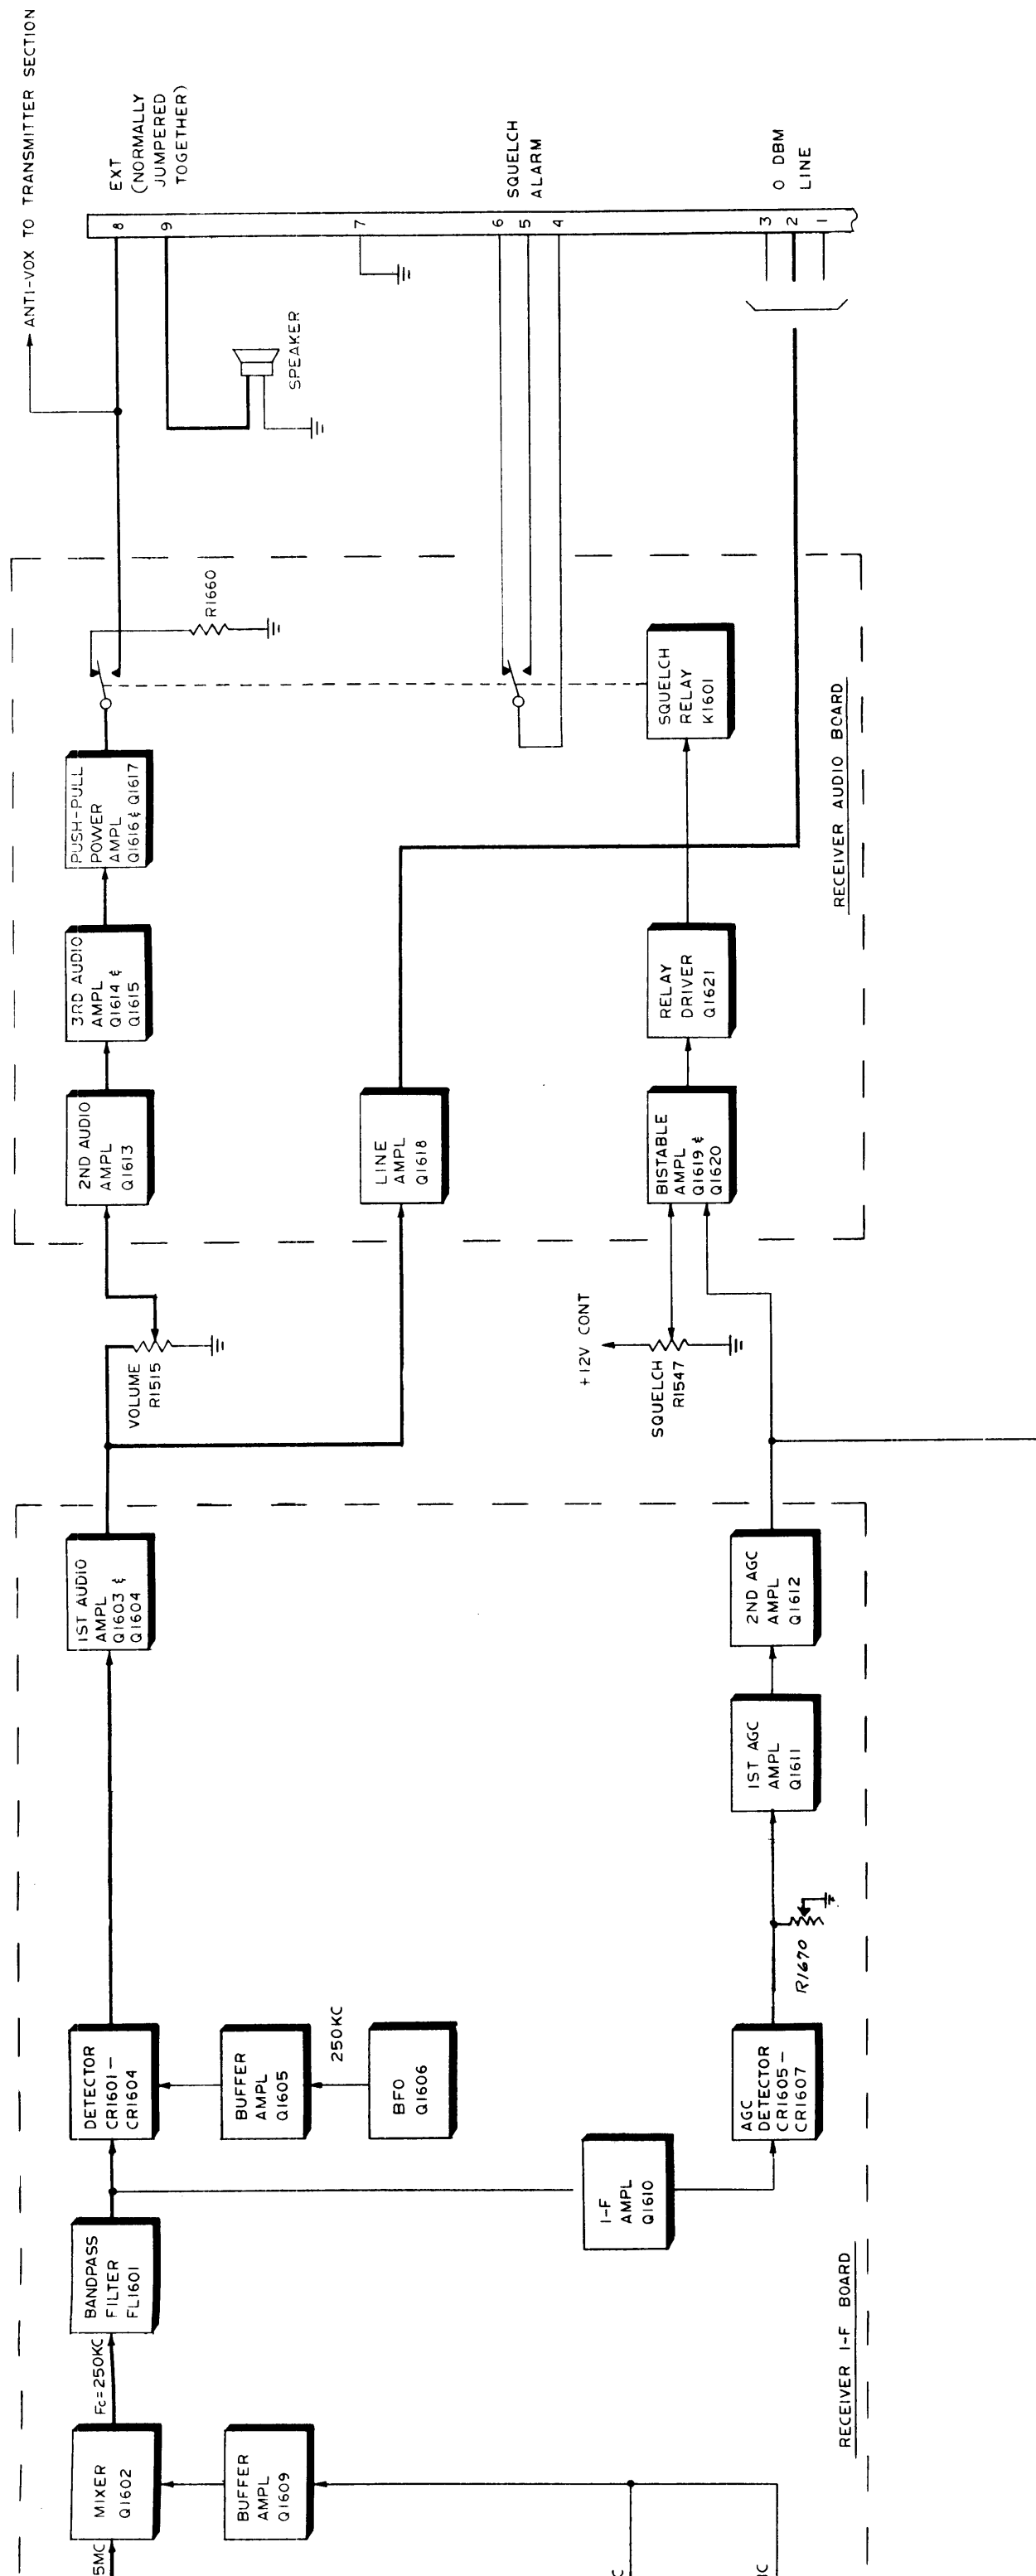 ANTI-VOX TO TRANSMITTER SECTION
EXT
(NORMALLY
JUMPERED
TOGETHER)
8
9
7
6
5
4
3
2
1
SQUELCH
ALARM
O DBM
LINE
SPEAKER
R1660
PUSH-PULL
POWER
AMPL
Q1616 & Q1617
SQUELCH
RELAY
K1601
RECEIVER AUDIO BOARD
3RD AUDIO
AMPL
Q1614 &
Q1615
RELAY
DRIVER
Q1621
2ND AUDIO
AMPL
Q1613
LINE
AMPL
Q1618
BISTABLE
AMPL
Q1619 &
Q1620
VOLUME
R1515
+12V CONT
SQUELCH
R1547
1ST AUDIO
AMPL
Q1603 &
Q1604
2ND AGC
AMPL
Q1612
1ST AGC
AMPL
Q1611
R1670
DETECTOR
CR1601—
CR1604
BUFFER
AMPL
Q1605
250KC
BFO
Q1606
AGC
DETECTOR
CR1605—
CR1607
I-F
AMPL
Q1610
BANDPASS
FILTER
FL1601
Fc=250KC
MIXER
Q1602
BUFFER
AMPL
Q1609
RECEIVER I-F BOARD
5MC